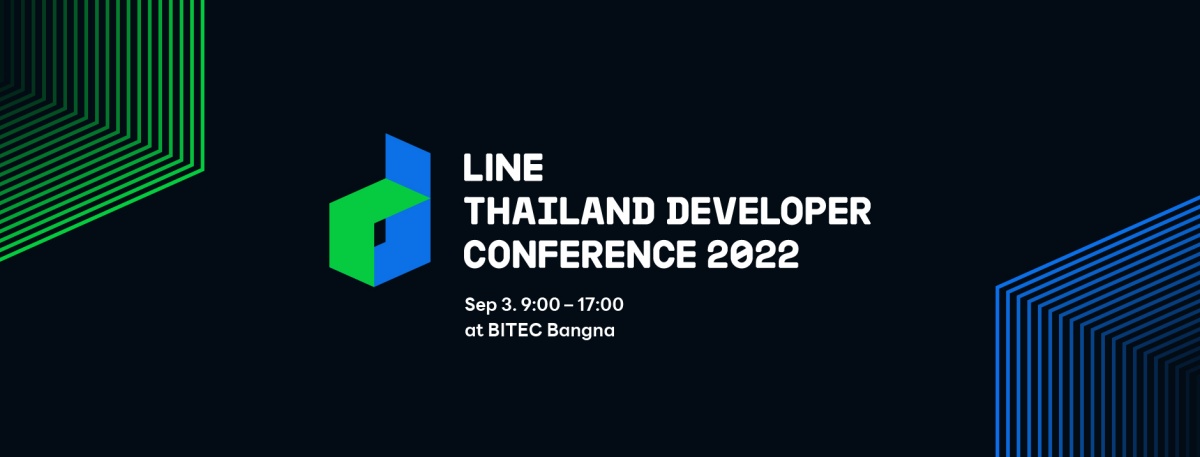 LINE
THAILAND DEVELOPER
CONFERENCE 2022
Sep 3. 9:00 – 17:00
at BITEC Bangna